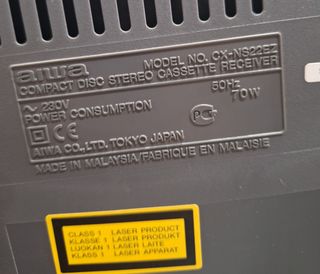 aiwa MODEL NO. CX-NS22EZ
COMPACT DISC STEREO CASSETTE RECEIVER
~ 230V 50Hz
POWER CONSUMPTION 70W
CE
AIWA CO., LTD. TOKYO JAPAN
MADE IN MALAYSIA/FABRIQUE EN MALAISIE
CLASS 1 LASER PRODUCT
KLASSE 1 LASER PRODUKT
LUOKAN 1 LASER LAITE
KLASS 1 LASER APPARAT